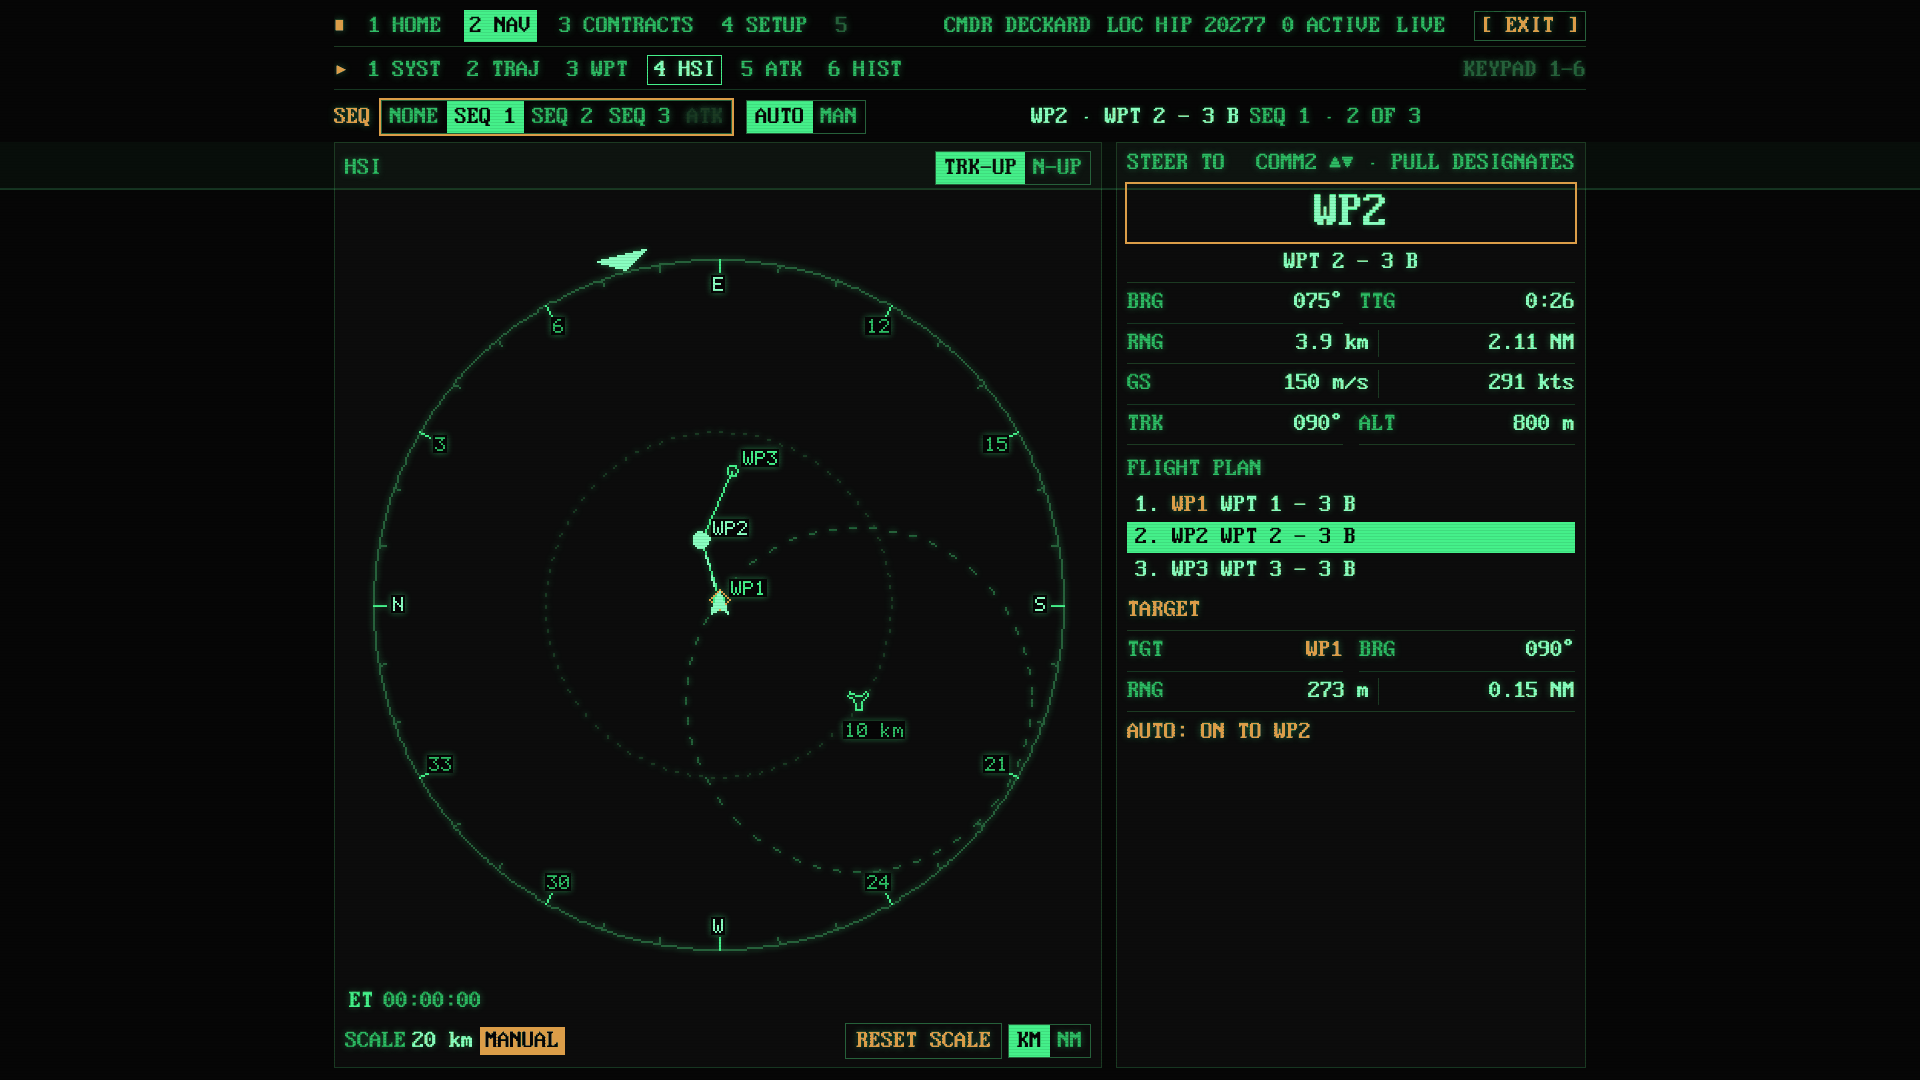 1 HOME 2 NAV 3 CONTRACTS 4 SETUP 5 CMDR DECKARD LOC HIP 20277 0 ACTIVE LIVE [ EXIT ]
1 SYST 2 TRAJ 3 WPT 4 HSI 5 ATK 6 HIST KEYPAD 1-6
SEQ NONE SEQ 1 SEQ 2 SEQ 3 ATK AUTO MAN WP2 · WPT 2 - 3 B SEQ 1 · 2 OF 3
HSI TRK-UP N-UP
E
6 12
3 15
WP3
WP2
WP1
N S
10 km
33 21
30 24
W
ET 00:00:00
SCALE 20 km MANUAL RESET SCALE KM NM
STEER TO COMM2 ▲▼ · PULL DESIGNATES
WP2
WPT 2 - 3 B
BRG 075° TTG 0:26
RNG 3.9 km 2.11 NM
GS 150 m/s 291 kts
TRK 090° ALT 800 m
FLIGHT PLAN
1. WP1 WPT 1 - 3 B
2. WP2 WPT 2 - 3 B
3. WP3 WPT 3 - 3 B
TARGET
TGT WP1 BRG 090°
RNG 273 m 0.15 NM
AUTO: ON TO WP2